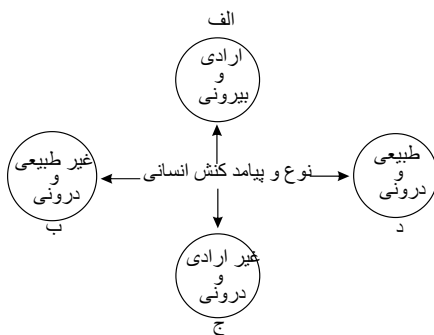 الف
ارادی
و
بیرونی
غیر طبیعی
و
درونی
ب
نوع و پیامد کنش انسانی
طبیعی
و
درونی
د
غیر ارادی
و
درونی
ج